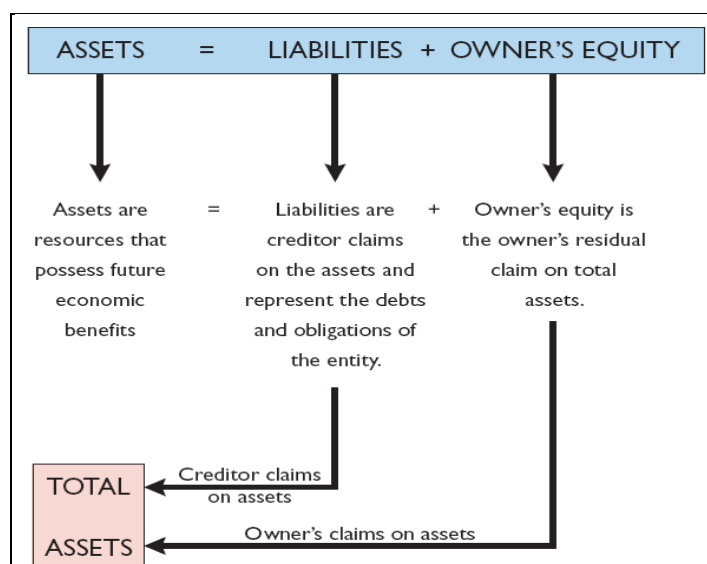 ASSETS = LIABILITIES + OWNER'S EQUITY
Assets are
resources that
possess future
economic
benefits
=
Liabilities are
creditor claims
on the assets and
represent the debts
and obligations of
the entity.
+
Owner's equity is
the owner's residual
claim on total
assets.
TOTAL
ASSETS
Creditor claims
on assets
Owner's claims on assets